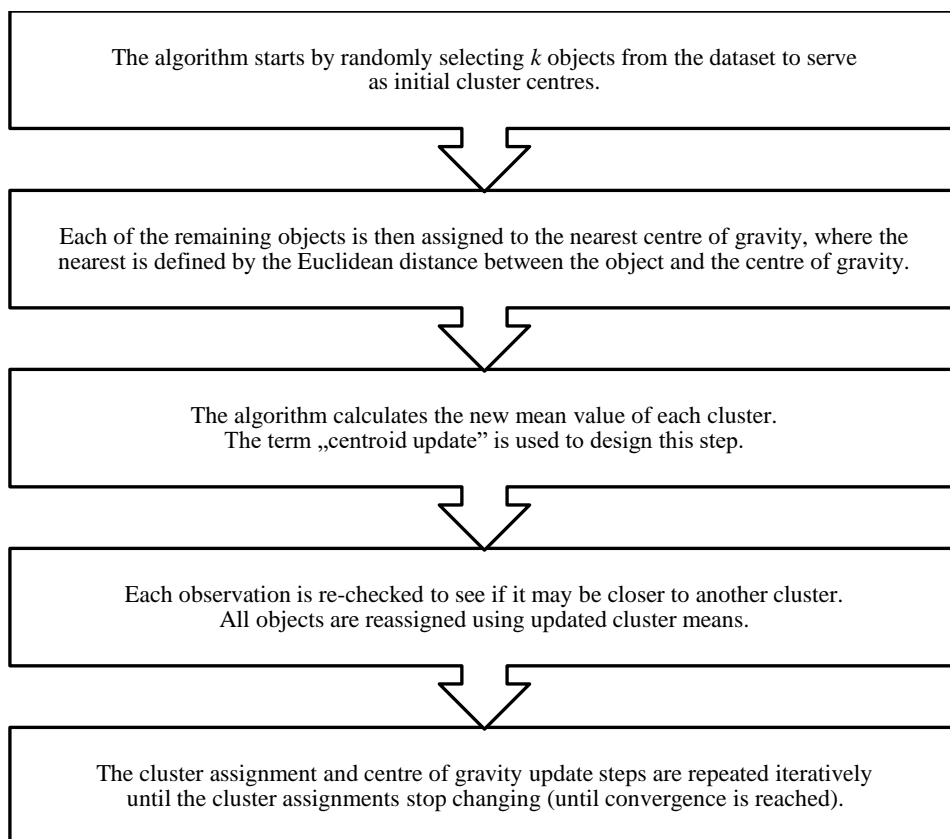 The algorithm starts by randomly selecting k objects from the dataset to serve
as initial cluster centres.
Each of the remaining objects is then assigned to the nearest centre of gravity, where the
nearest is defined by the Euclidean distance between the object and the centre of gravity.
The algorithm calculates the new mean value of each cluster.
The term „centroid update” is used to design this step.
Each observation is re-checked to see if it may be closer to another cluster.
All objects are reassigned using updated cluster means.
The cluster assignment and centre of gravity update steps are repeated iteratively
until the cluster assignments stop changing (until convergence is reached).